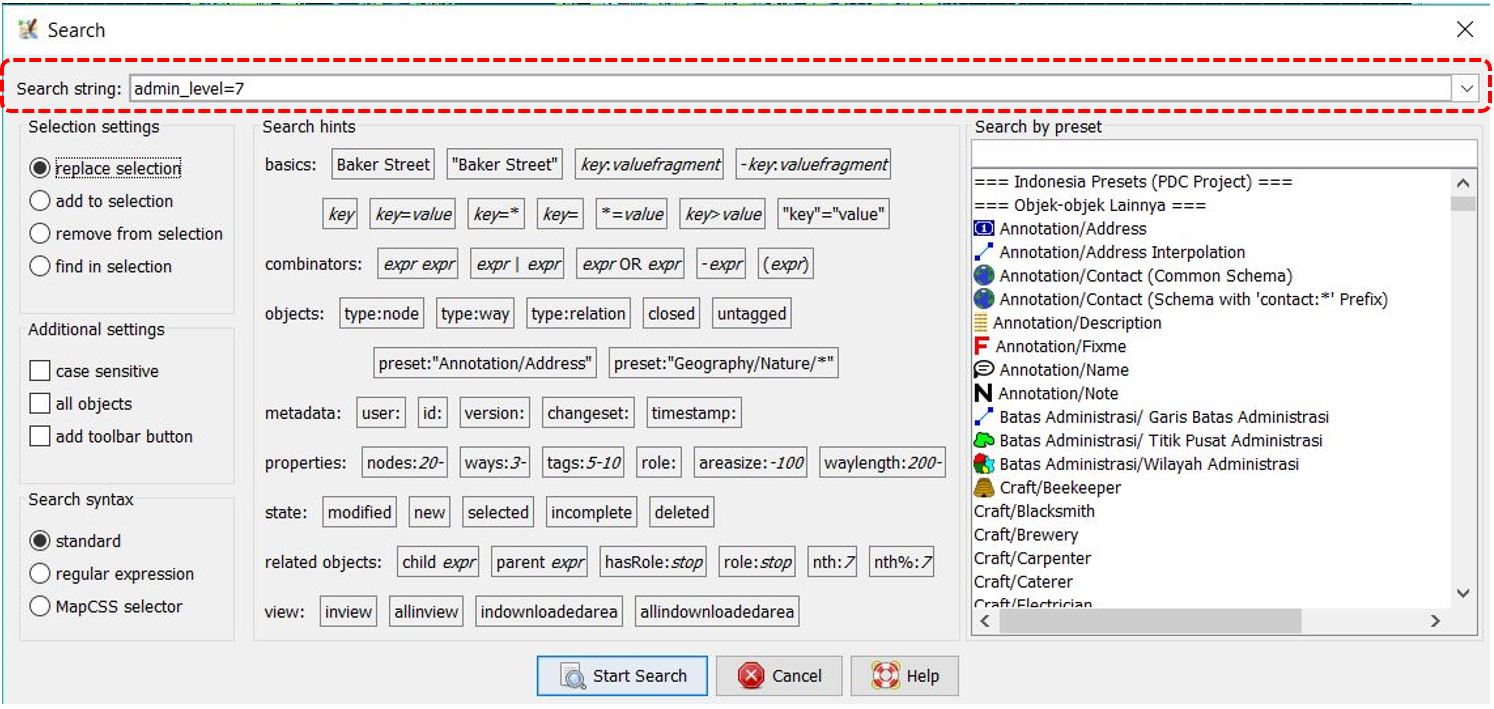 Search
Search string: admin_level=7
Selection settings
replace selection
add to selection
remove from selection
find in selection
Additional settings
case sensitive
all objects
add toolbar button
Search syntax
standard
regular expression
MapCSS selector
Search hints
basics: Baker Street "Baker Street" key:valuefragment -key:valuefragment
key key=value key=* key= *=value key>value "key"="value"
combinators: expr expr expr | expr expr OR expr -expr (expr)
objects: type:node type:way type:relation closed untagged
preset:"Annotation/Address" preset:"Geography/Nature/*"
metadata: user: id: version: changeset: timestamp:
properties: nodes:20- ways:3- tags:5-10 role: areasize:-100 waylength:200-
state: modified new selected incomplete deleted
related objects: child expr parent expr hasRole:stop role:stop nth:7 nth%:7
view: inview allinview indownloadedarea allindownloadedarea
Search by preset
=== Indonesia Presets (PDC Project) ===
=== Objek-objek Lainnya ===
1 Annotation/Address
Annotation/Address Interpolation
Annotation/Contact (Common Schema)
Annotation/Contact (Schema with 'contact:*' Prefix)
Annotation/Description
F Annotation/Fixme
Annotation/Name
N Annotation/Note
Batas Administrasi/ Garis Batas Administrasi
Batas Administrasi/ Titik Pusat Administrasi
Batas Administrasi/Wilayah Administrasi
Craft/Beekeeper
Craft/Blacksmith
Craft/Brewery
Craft/Carpenter
Craft/Caterer
Craft/Electrician
Start Search Cancel Help